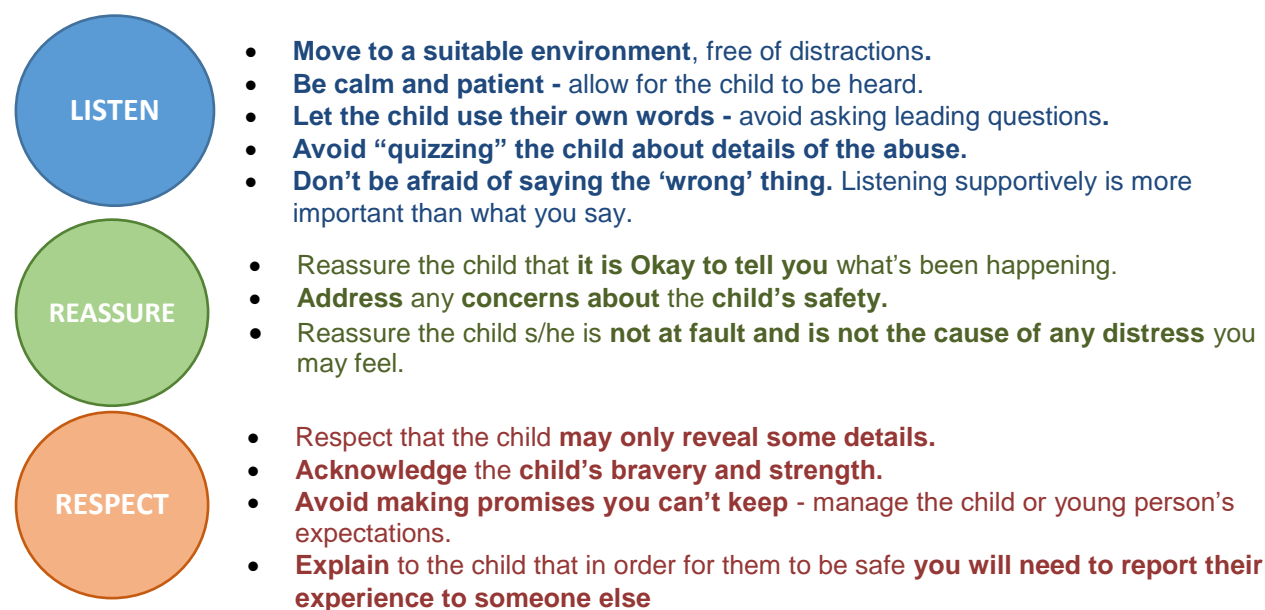 LISTEN
• Move to a suitable environment, free of distractions.
• Be calm and patient - allow for the child to be heard.
• Let the child use their own words - avoid asking leading questions.
• Avoid “quizzing” the child about details of the abuse.
• Don’t be afraid of saying the ‘wrong’ thing. Listening supportively is more
important than what you say.
REASSURE
• Reassure the child that it is Okay to tell you what’s been happening.
• Address any concerns about the child’s safety.
• Reassure the child s/he is not at fault and is not the cause of any distress you
may feel.
RESPECT
• Respect that the child may only reveal some details.
• Acknowledge the child’s bravery and strength.
• Avoid making promises you can’t keep - manage the child or young person’s
expectations.
• Explain to the child that in order for them to be safe you will need to report their
experience to someone else